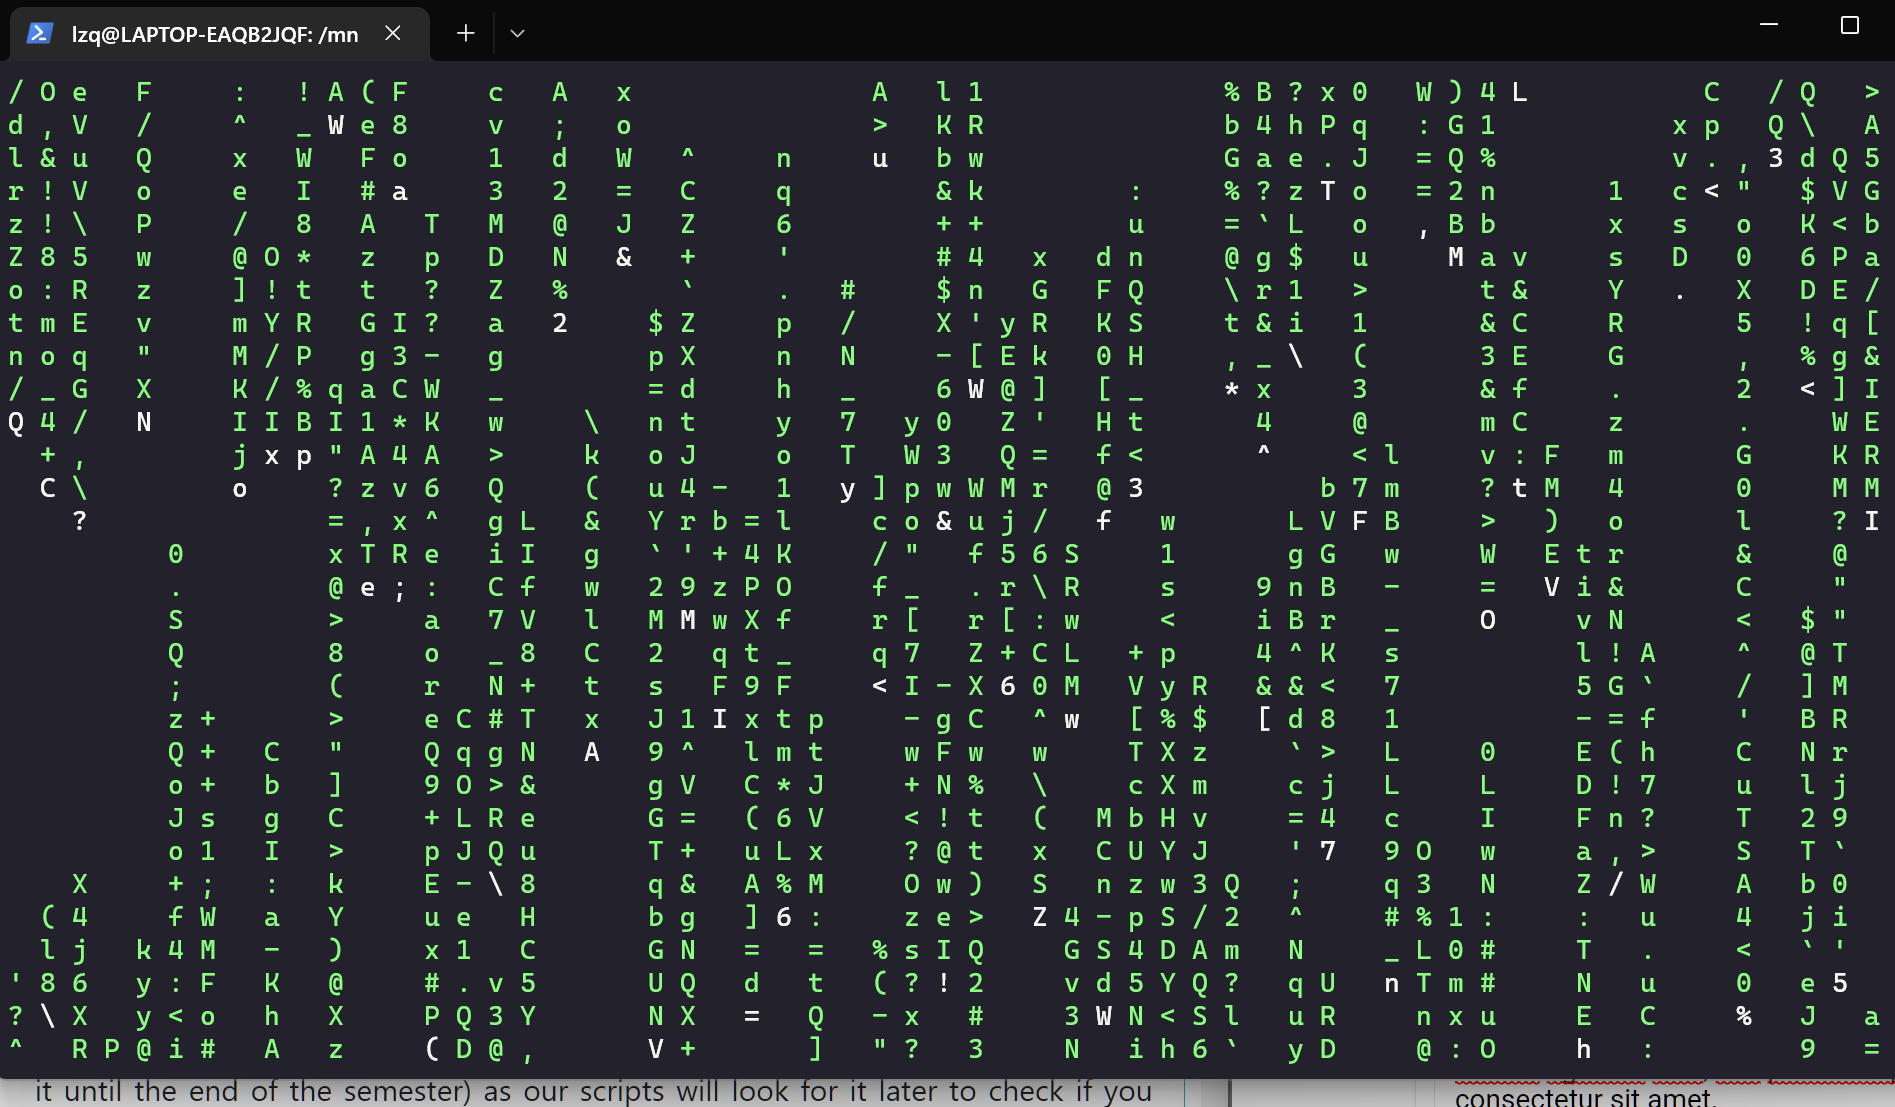 lzq@LAPTOP-EAQB2JQF: /mn
/ O e F : ! A ( F c A x A l 1 % B ? x 0 W ) 4 L C / Q >
d , V / ^ _ W e 8 v ; o > K R b 4 h P q : G 1 x p Q \ A
l & u Q x W F o 1 d W ^ n u b w G a e . J = Q % v . , 3 d Q 5
r ! V o e I # a 3 2 = C q & k : % ? z T o = 2 n 1 c < " $ V G
z ! \ P / 8 A T M @ J Z 6 + + u = ` L o , B b x s o K < b
Z 8 5 w @ O * z p D N & + ' # 4 x d n @ g $ u M a v s D 0 6 P a
o : R z ] ! t t ? Z % ` . # $ n G F Q \ r 1 > t & Y . X D E /
t m E v m Y R G I ? a 2 $ Z p / X ' y R K S t & i 1 & C R 5 ! q [
n o q " M / P g 3 - g p X n N - [ E k 0 H , _ \ ( 3 E G , % g &
/ _ G X K / % q a C W _ = d h _ 6 W @ ] [ _ * x 3 & f . 2 < ] I
Q 4 / N I I B I 1 * K w \ n t y 7 y 0 Z ' H t 4 @ m C z . W E
+ , j x p " A 4 A > k o J o T W 3 Q = f < ^ < l v : F m G K R
C \ o ? z v 6 Q ( u 4 - 1 y ] p w W M r @ 3 b 7 m ? t M 4 0 M M
? = , x ^ g L & Y r b = l c o & u j / f w L V F B > ) o l ? I
0 x T R e i I g ` ' + 4 K / " f 5 6 S 1 g G w W E t r & @
. @ e ; : C f w 2 9 z P O f _ . r \ R s 9 n B - = V i & C "
S > a 7 V l M M w X f r [ r [ : w < i B r _ O v N < $ "
Q 8 o _ 8 C 2 q t _ q 7 Z + C L + p 4 ^ K s l ! A ^ @ T
; ( r N + t s F 9 F < I - X 6 0 M V y R & & < 7 5 G ` / ] M
z + > e C # T x J 1 I x t p - g C ^ w [ % $ [ d 8 1 - = f ' B R
Q + C " Q q g N A 9 ^ l m t w F w w T X z ` > L 0 E ( h C N r
o + b ] 9 O > & g V C * J + N % \ c X m c j L L D ! 7 u l j
J s g C + L R e G = ( 6 V < ! t ( M b H v = 4 c I F n ? T 2 9
o 1 I > p J Q u T + u L x ? @ t x C U Y J ' 7 9 O w a , > S T `
X + ; : k E - \ 8 q & A % M O w ) S n z w 3 Q ; q 3 N Z / W A b 0
( 4 f W a Y u e H b g ] 6 : z e > Z 4 - p S / 2 ^ # % 1 : : u 4 j i
l j k 4 M - ) x 1 C G N = = % s I Q G S 4 D A m N _ L 0 # T . < ` '
' 8 6 y : F K @ # . v 5 U Q d t ( ? ! 2 v d 5 Y Q ? q U n T m # N u 0 e 5
? \ X y < o h X P Q 3 Y N X = Q - x # 3 W N < S l u R n x u E C % J a
^ R P @ i # A z ( D @ , V + ] " ? 3 N i h 6 ` y D @ : O h : 9 =
it until the end of the semester) as our scripts will look for it later to check if you
consectetur sit amet.